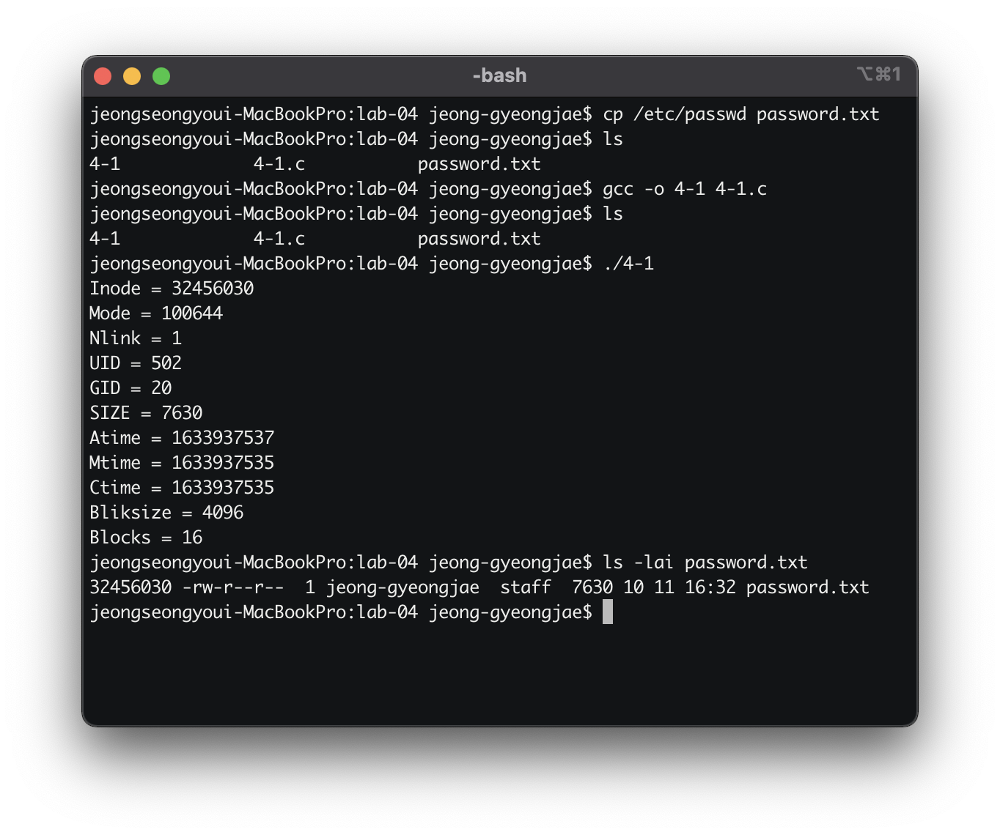 -bash
⌥⌘1
jeongseongyoui-MacBookPro:lab-04 jeong-gyeongjae$ cp /etc/passwd password.txt
jeongseongyoui-MacBookPro:lab-04 jeong-gyeongjae$ ls
4-1             4-1.c           password.txt
jeongseongyoui-MacBookPro:lab-04 jeong-gyeongjae$ gcc -o 4-1 4-1.c
jeongseongyoui-MacBookPro:lab-04 jeong-gyeongjae$ ls
4-1             4-1.c           password.txt
jeongseongyoui-MacBookPro:lab-04 jeong-gyeongjae$ ./4-1
Inode = 32456030
Mode = 100644
Nlink = 1
UID = 502
GID = 20
SIZE = 7630
Atime = 1633937537
Mtime = 1633937535
Ctime = 1633937535
Bliksize = 4096
Blocks = 16
jeongseongyoui-MacBookPro:lab-04 jeong-gyeongjae$ ls -lai password.txt
32456030 -rw-r--r--  1 jeong-gyeongjae  staff  7630 10 11 16:32 password.txt
jeongseongyoui-MacBookPro:lab-04 jeong-gyeongjae$